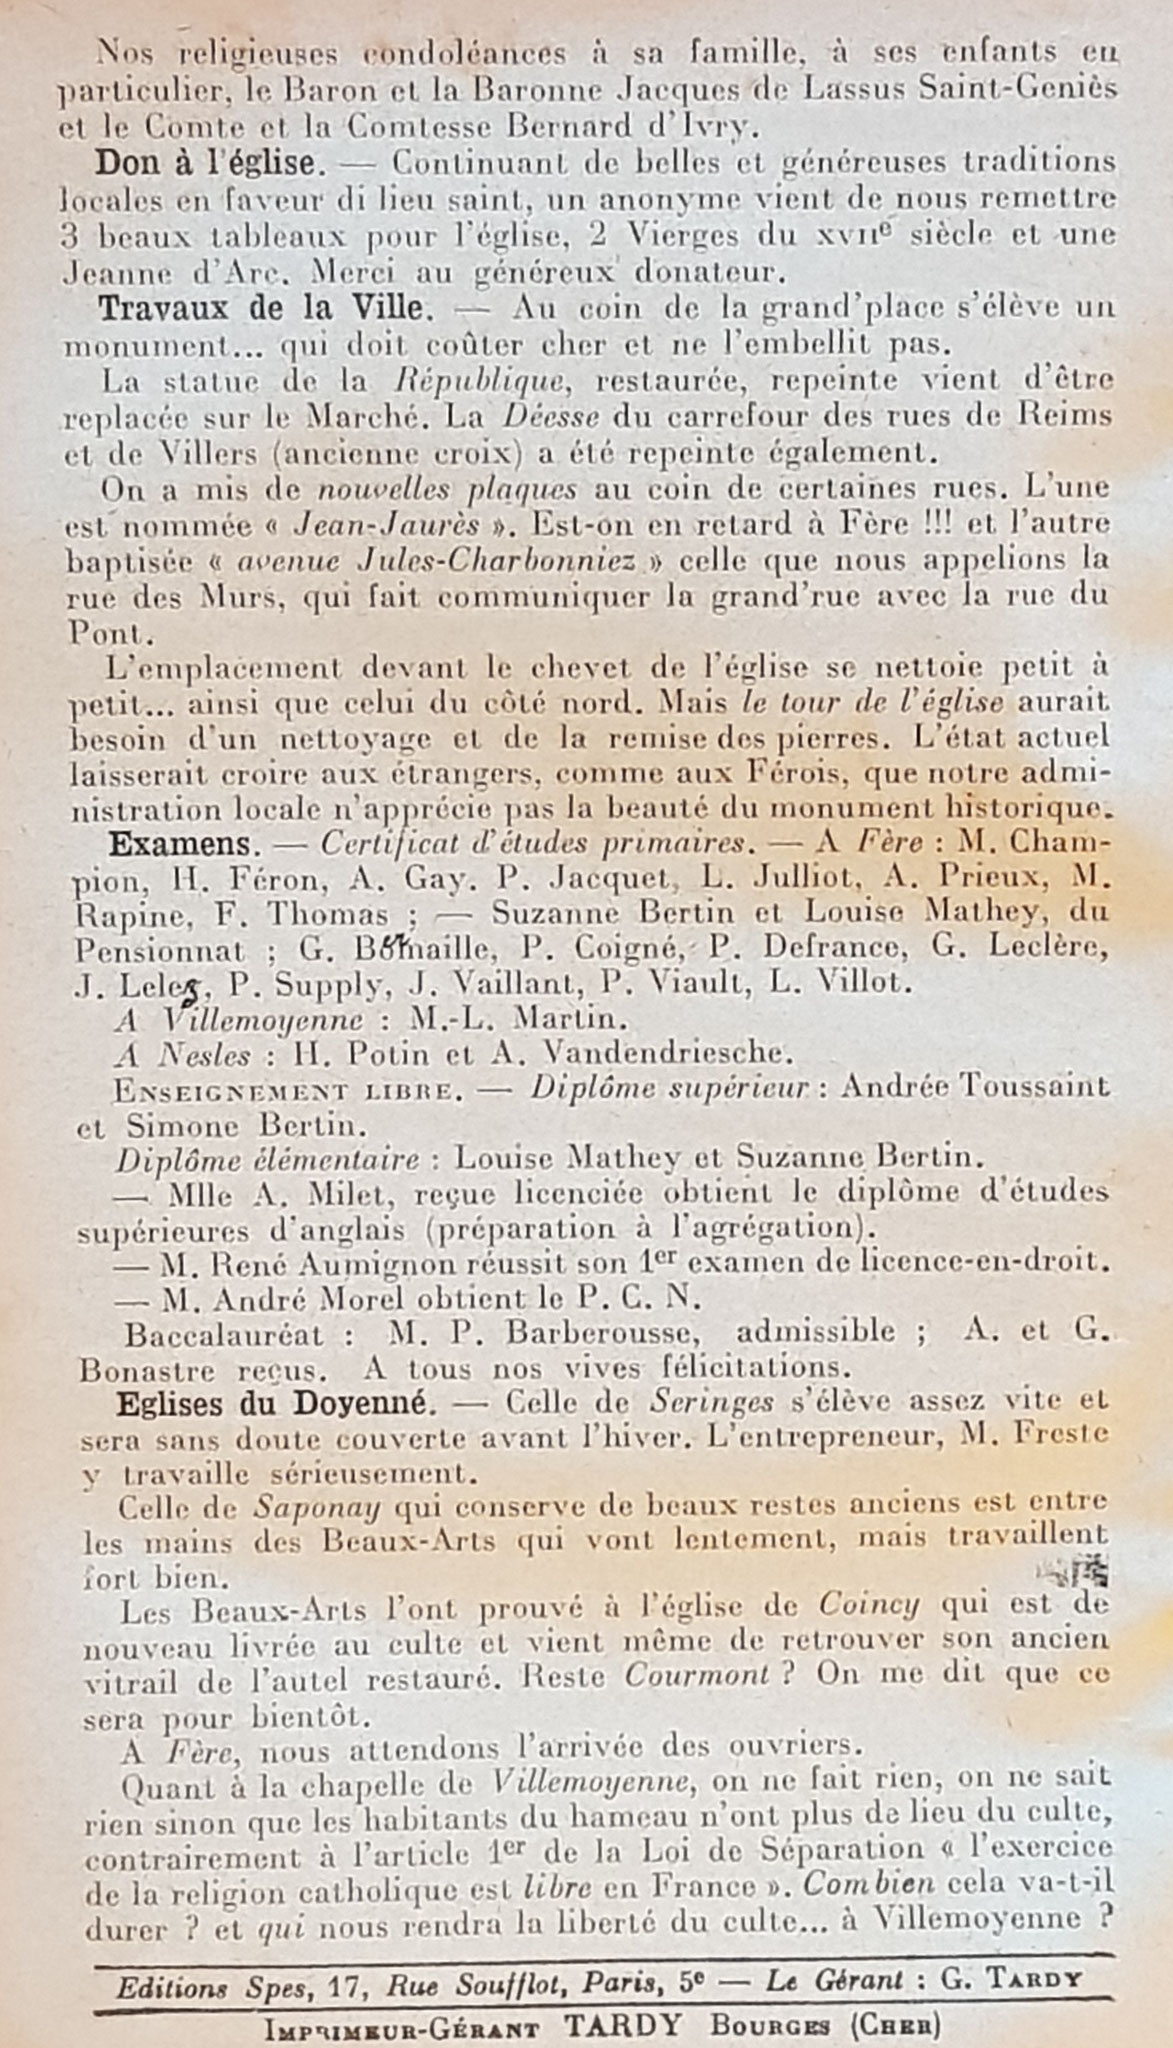 Nos religieuses condoléances à sa famille, à ses enfants en
particulier, le Baron et la Baronne Jacques de Lassus Saint-Geniès
et le Comte et la Comtesse Bernard d'Ivry.
Don à l'église. — Continuant de belles et généreuses traditions
locales en faveur di lieu saint, un anonyme vient de nous remettre
3 beaux tableaux pour l'église, 2 Vierges du XVIIe siècle et une
Jeanne d'Arc. Merci au généreux donateur.
Travaux de la Ville. — Au coin de la grand'place s'élève un
monument... qui doit coûter cher et ne l'embellit pas.
La statue de la République, restaurée, repeinte vient d'être
replacée sur le Marché. La Déesse du carrefour des rues de Reims
et de Villers (ancienne croix) a été repeinte également.
On a mis de nouvelles plaques au coin de certaines rues. L'une
est nommée « Jean-Jaurès ». Est-on en retard à Fère !!! et l'autre
baptisée « avenue Jules-Charbonniez » celle que nous appelions la
rue des Murs, qui fait communiquer la grand'rue avec la rue du
Pont.
L'emplacement devant le chevet de l'église se nettoie petit à
petit... ainsi que celui du côté nord. Mais le tour de l'église aurait
besoin d'un nettoyage et de la remise des pierres. L'état actuel
laisserait croire aux étrangers, comme aux Férois, que notre admi-
nistration locale n'apprécie pas la beauté du monument historique.
Examens. — Certificat d'études primaires. — A Fère : M. Cham-
pion, H. Féron, A. Gay. P. Jacquet, L. Julliot, A. Prieux, M.
Rapine, F. Thomas ; — Suzanne Bertin et Louise Mathey, du
Pensionnat ; G. P. Coigné, P. Defrance, G. Leclère,
J. P. Supply, J. Vaillant, P. Viault, L. Villot.
A Villemoyenne : M.-L. Martin.
A Nesles : H. Potin et A. Vandendriesche.
ENSEIGNEMENT LIBRE. — Diplôme supérieur : Andrée Toussaint
et Simone Bertin.
Diplôme élémentaire : Louise Mathey et Suzanne Bertin.
— Mlle A. Milet, reçue licenciée obtient le diplôme d'études
supérieures d'anglais (préparation à l'agrégation).
— M. René Aumignon réussit son 1er examen de licence-en-droit.
— M. André Morel obtient le P. C. N.
Baccalauréat : M. P. Barberousse, admissible ; A. et G.
Bonastre reçus. A tous nos vives félicitations.
Eglises du Doyenné. — Celle de Seringes s'élève assez vite et
sera sans doute couverte avant l'hiver. L'entrepreneur, M. Freste
y travaille sérieusement.
Celle de Saponay qui conserve de beaux restes anciens est entre
les mains des Beaux-Arts qui vont lentement, mais travaillent
fort bien.
Les Beaux-Arts l'ont prouvé à l'église de Coincy qui est de
nouveau livrée au culte et vient même de retrouver son ancien
vitrail de l'autel restauré. Reste Courmont ? On me dit que ce
sera pour bientôt.
A Fère, nous attendons l'arrivée des ouvriers.
Quant à la chapelle de Villemoyenne, on ne fait rien, on ne sait
rien sinon que les habitants du hameau n'ont plus de lieu du culte,
contrairement à l'article 1er de la Loi de Séparation « l'exercice
de la religion catholique est libre en France ». Combien cela va-t-il
durer ? et qui nous rendra la liberté du culte... à Villemoyenne ?
Editions Spes, 17, Rue Soufflot, Paris, 5e — Le Gérant : G. TARDY
IMPRIMEUR-GÉRANT TARDY BOURGES (CHER)